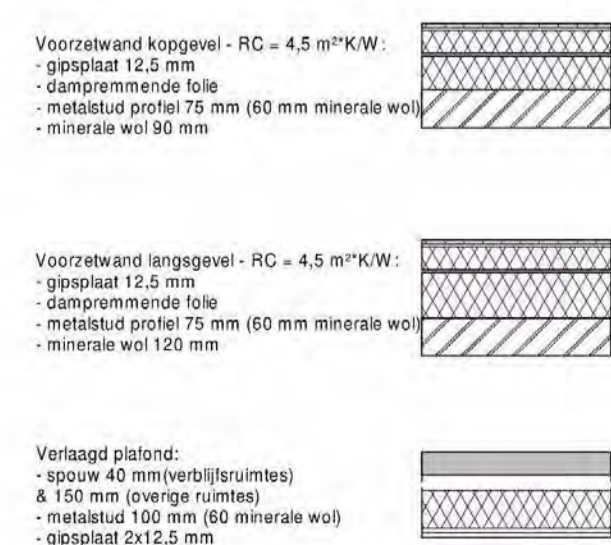 Voorzetwand kopgevel - RC = 4,5 m²*K/W :
- gipsplaat 12,5 mm
- dampremmende folie
- metalstud profiel 75 mm (60 mm minerale wol)
- minerale wol 90 mm
Voorzetwand langsgevel - RC = 4,5 m²*K/W :
- gipsplaat 12,5 mm
- dampremmende folie
- metalstud profiel 75 mm (60 mm minerale wol)
- minerale wol 120 mm
Verlaagd plafond:
- spouw 40 mm(verblijfsruimtes)
& 150 mm (overige ruimtes)
- metalstud 100 mm (60 minerale wol)
- gipsplaat 2x12,5 mm